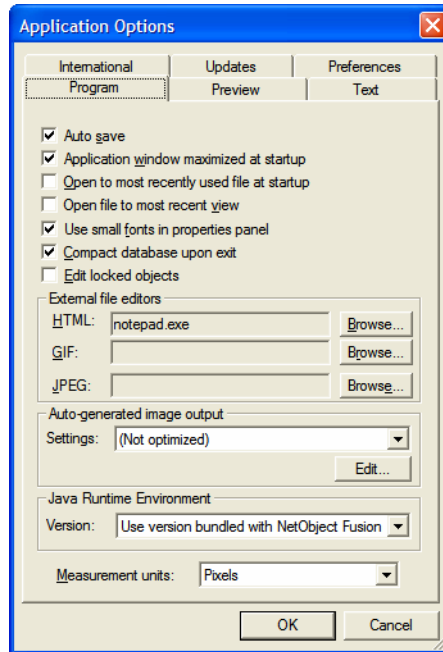 Application Options
International Updates Preferences
Program Preview Text
Auto save
Application window maximized at startup
Open to most recently used file at startup
Open file to most recent view
Use small fonts in properties panel
Compact database upon exit
Edit locked objects
External file editors
HTML: notepad.exe Browse...
GIF: Browse...
JPEG: Browse...
Auto-generated image output
Settings: (Not optimized)
Edit...
Java Runtime Environment
Version: Use version bundled with NetObject Fusion
Measurement units: Pixels
OK Cancel